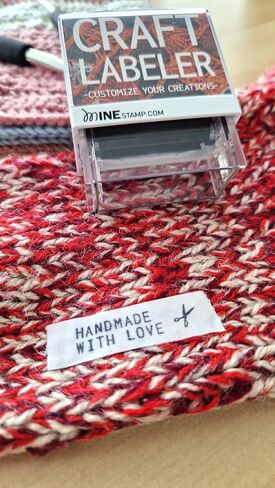 CRAFT
LABELER
-CUSTOMIZE YOUR CREATIONS-
MINESTAMP.COM
HANDMADE
WITH LOVE